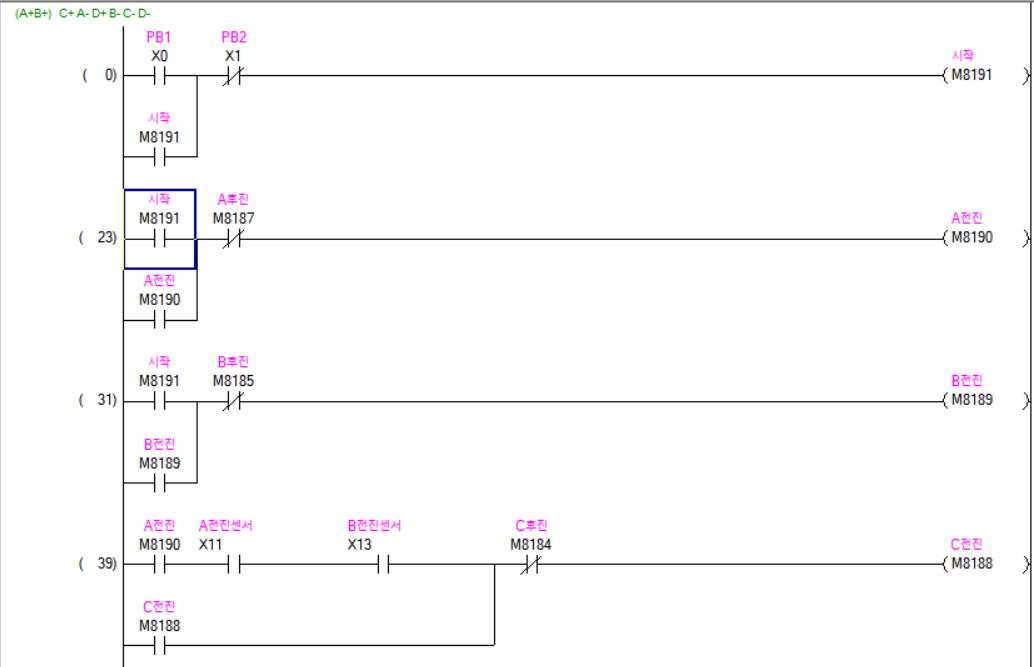 (A+B+) C+ A- D+ B- C- D-
PB1 PB2
X0 X1 시작
( 0) M8191
시작
M8191
시작 A후진 A전진
M8191 M8187
( 23) M8190
A전진
M8190
시작 B후진 B전진
M8191 M8185
( 31) M8189
B전진
M8189
A전진 A전진센서 B전진센서 C후진 C전진
M8190 X11 X13 M8184
( 39) M8188
C전진
M8188